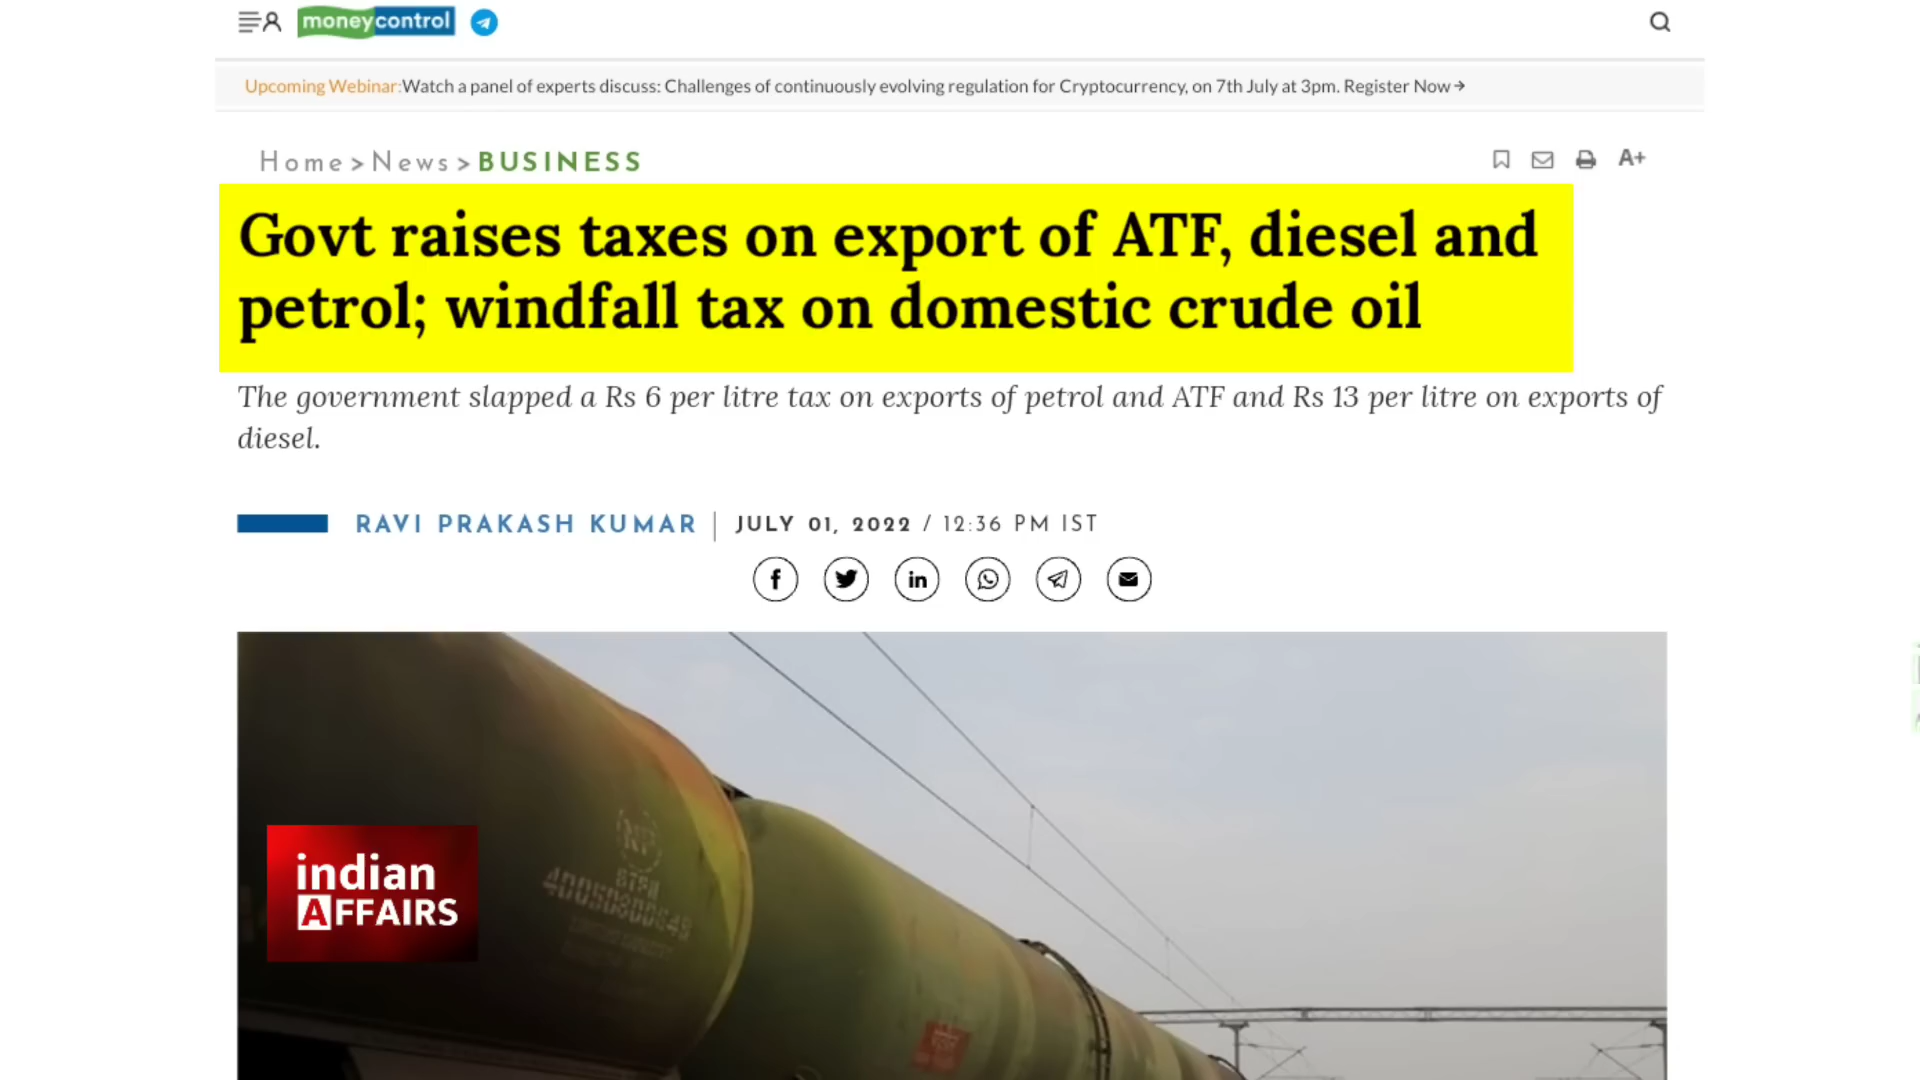 moneycontrol
Upcoming Webinar:Watch a panel of experts discuss: Challenges of continuously evolving regulation for Cryptocurrency, on 7th July at 3pm. Register Now→
Home > News > BUSINESS
A+
Govt raises taxes on export of ATF, diesel and
petrol; windfall tax on domestic crude oil
The government slapped a Rs 6 per litre tax on exports of petrol and ATF and Rs 13 per litre on exports of
diesel.
RAVI PRAKASH KUMAR | JULY 01, 2022 / 12:36 PM IST
indian
AFFAIRS